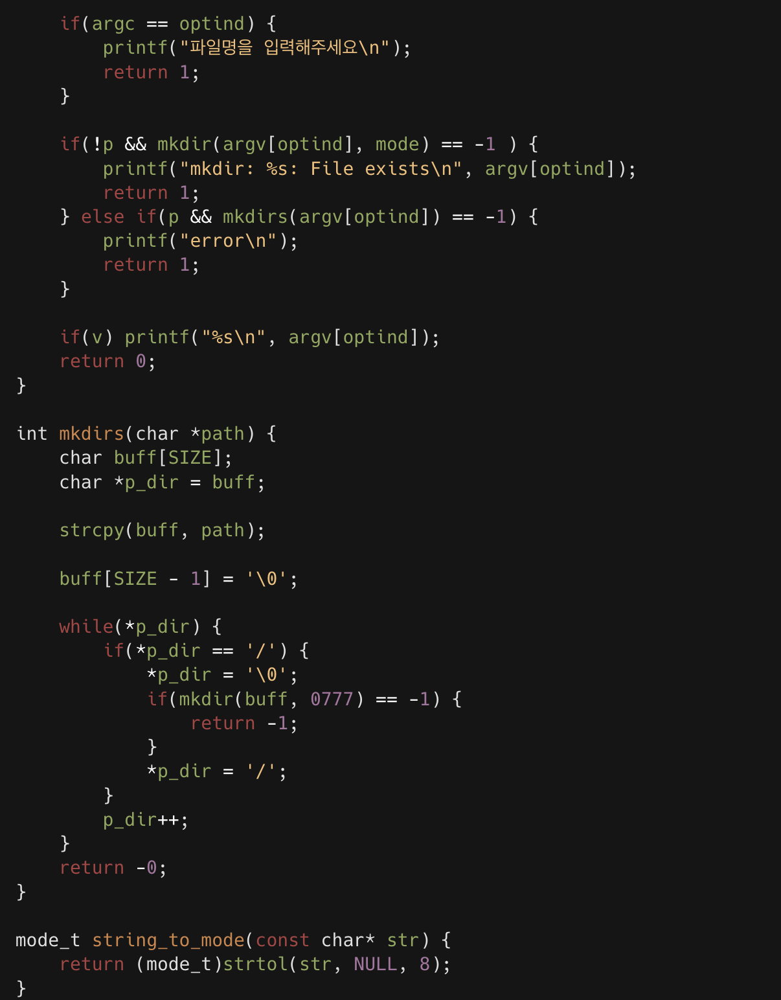 if(argc == optind) {
printf("파일명을 입력해주세요\n");
return 1;
}
if(!p && mkdir(argv[optind], mode) == -1 ) {
printf("mkdir: %s: File exists\n", argv[optind]);
return 1;
} else if(p && mkdirs(argv[optind]) == -1) {
printf("error\n");
return 1;
}
if(v) printf("%s\n", argv[optind]);
return 0;
}
int mkdirs(char *path) {
char buff[SIZE];
char *p_dir = buff;
strcpy(buff, path);
buff[SIZE - 1] = '\0';
while(*p_dir) {
if(*p_dir == '/') {
*p_dir = '\0';
if(mkdir(buff, 0777) == -1) {
return -1;
}
*p_dir = '/';
}
p_dir++;
}
return -0;
}
mode_t string_to_mode(const char* str) {
return (mode_t)strtol(str, NULL, 8);
}